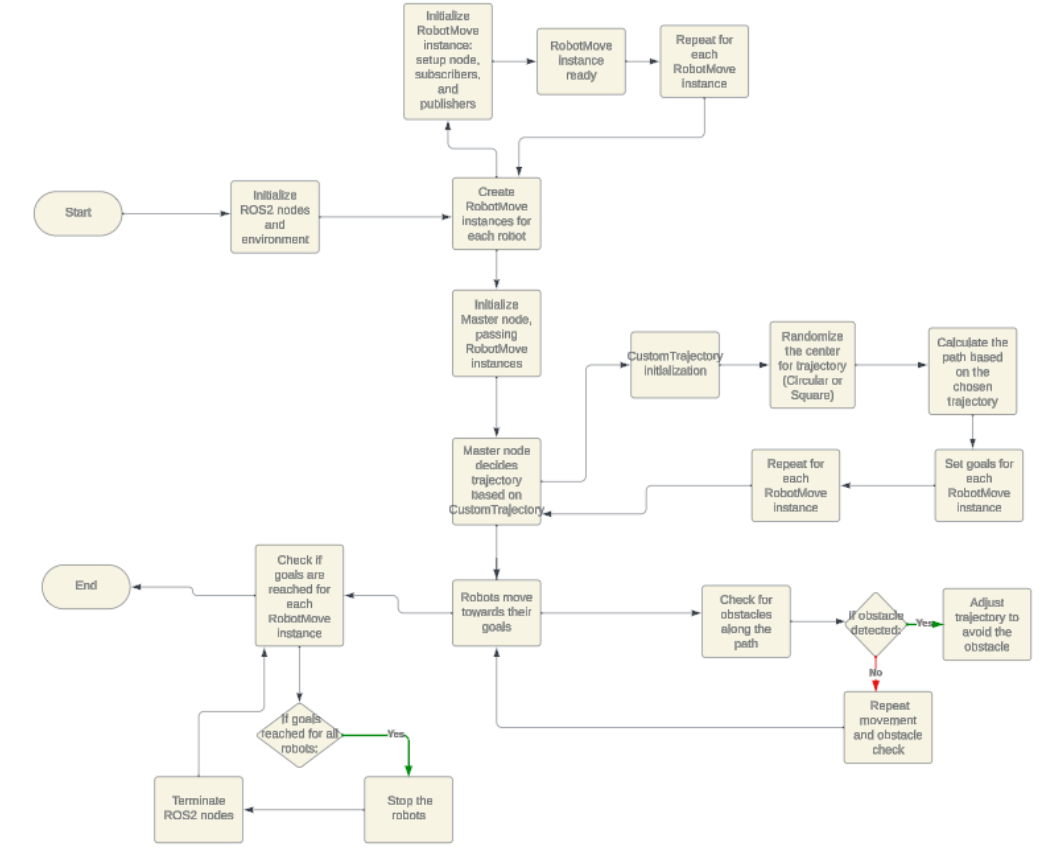 Initialize
RobotMove
instance:
setup node,
subscribers,
and
publishers
RobotMove
instance
ready
Repeat for
each
RobotMove
instance
Start
Initialize
ROS2 nodes
and
environment
Create
RobotMove
instances for
each robot
Initialize
Master node,
passing
RobotMove
instances
CustomTrajectory
initialization
Randomize
the center
for trajectory
(Circular or
Square)
Calculate the
path based
on the
chosen
trajectory
Master node
decides
trajectory
based on
CustomTrajectory
Repeat for
each
RobotMove
instance
Set goals for
each
RobotMove
instance
End
Check if
goals are
reached for
each
RobotMove
instance
Robots move
towards their
goals
Check for
obstacles
along the
path
If obstacle
detected:
Yes
Adjust
trajectory to
avoid the
obstacle
No
Repeat
movement
and obstacle
check
If goals
reached for all
robots:
Yes
Terminate
ROS2 nodes
Stop the
robots